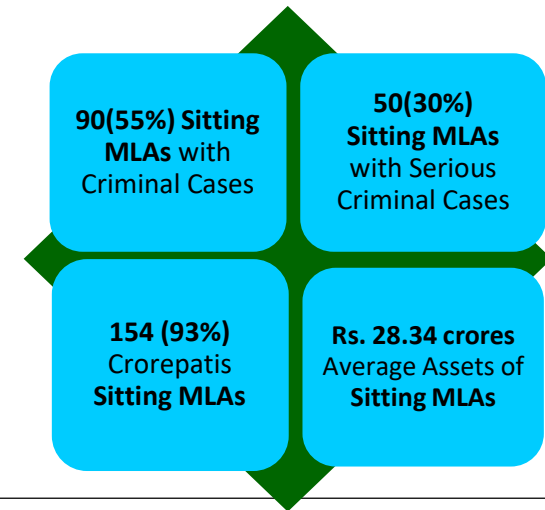 90(55%) Sitting
MLAs with
Criminal Cases
50(30%)
Sitting MLAs
with Serious
Criminal Cases
154 (93%)
Crorepatis
Sitting MLAs
Rs. 28.34 crores
Average Assets of
Sitting MLAs